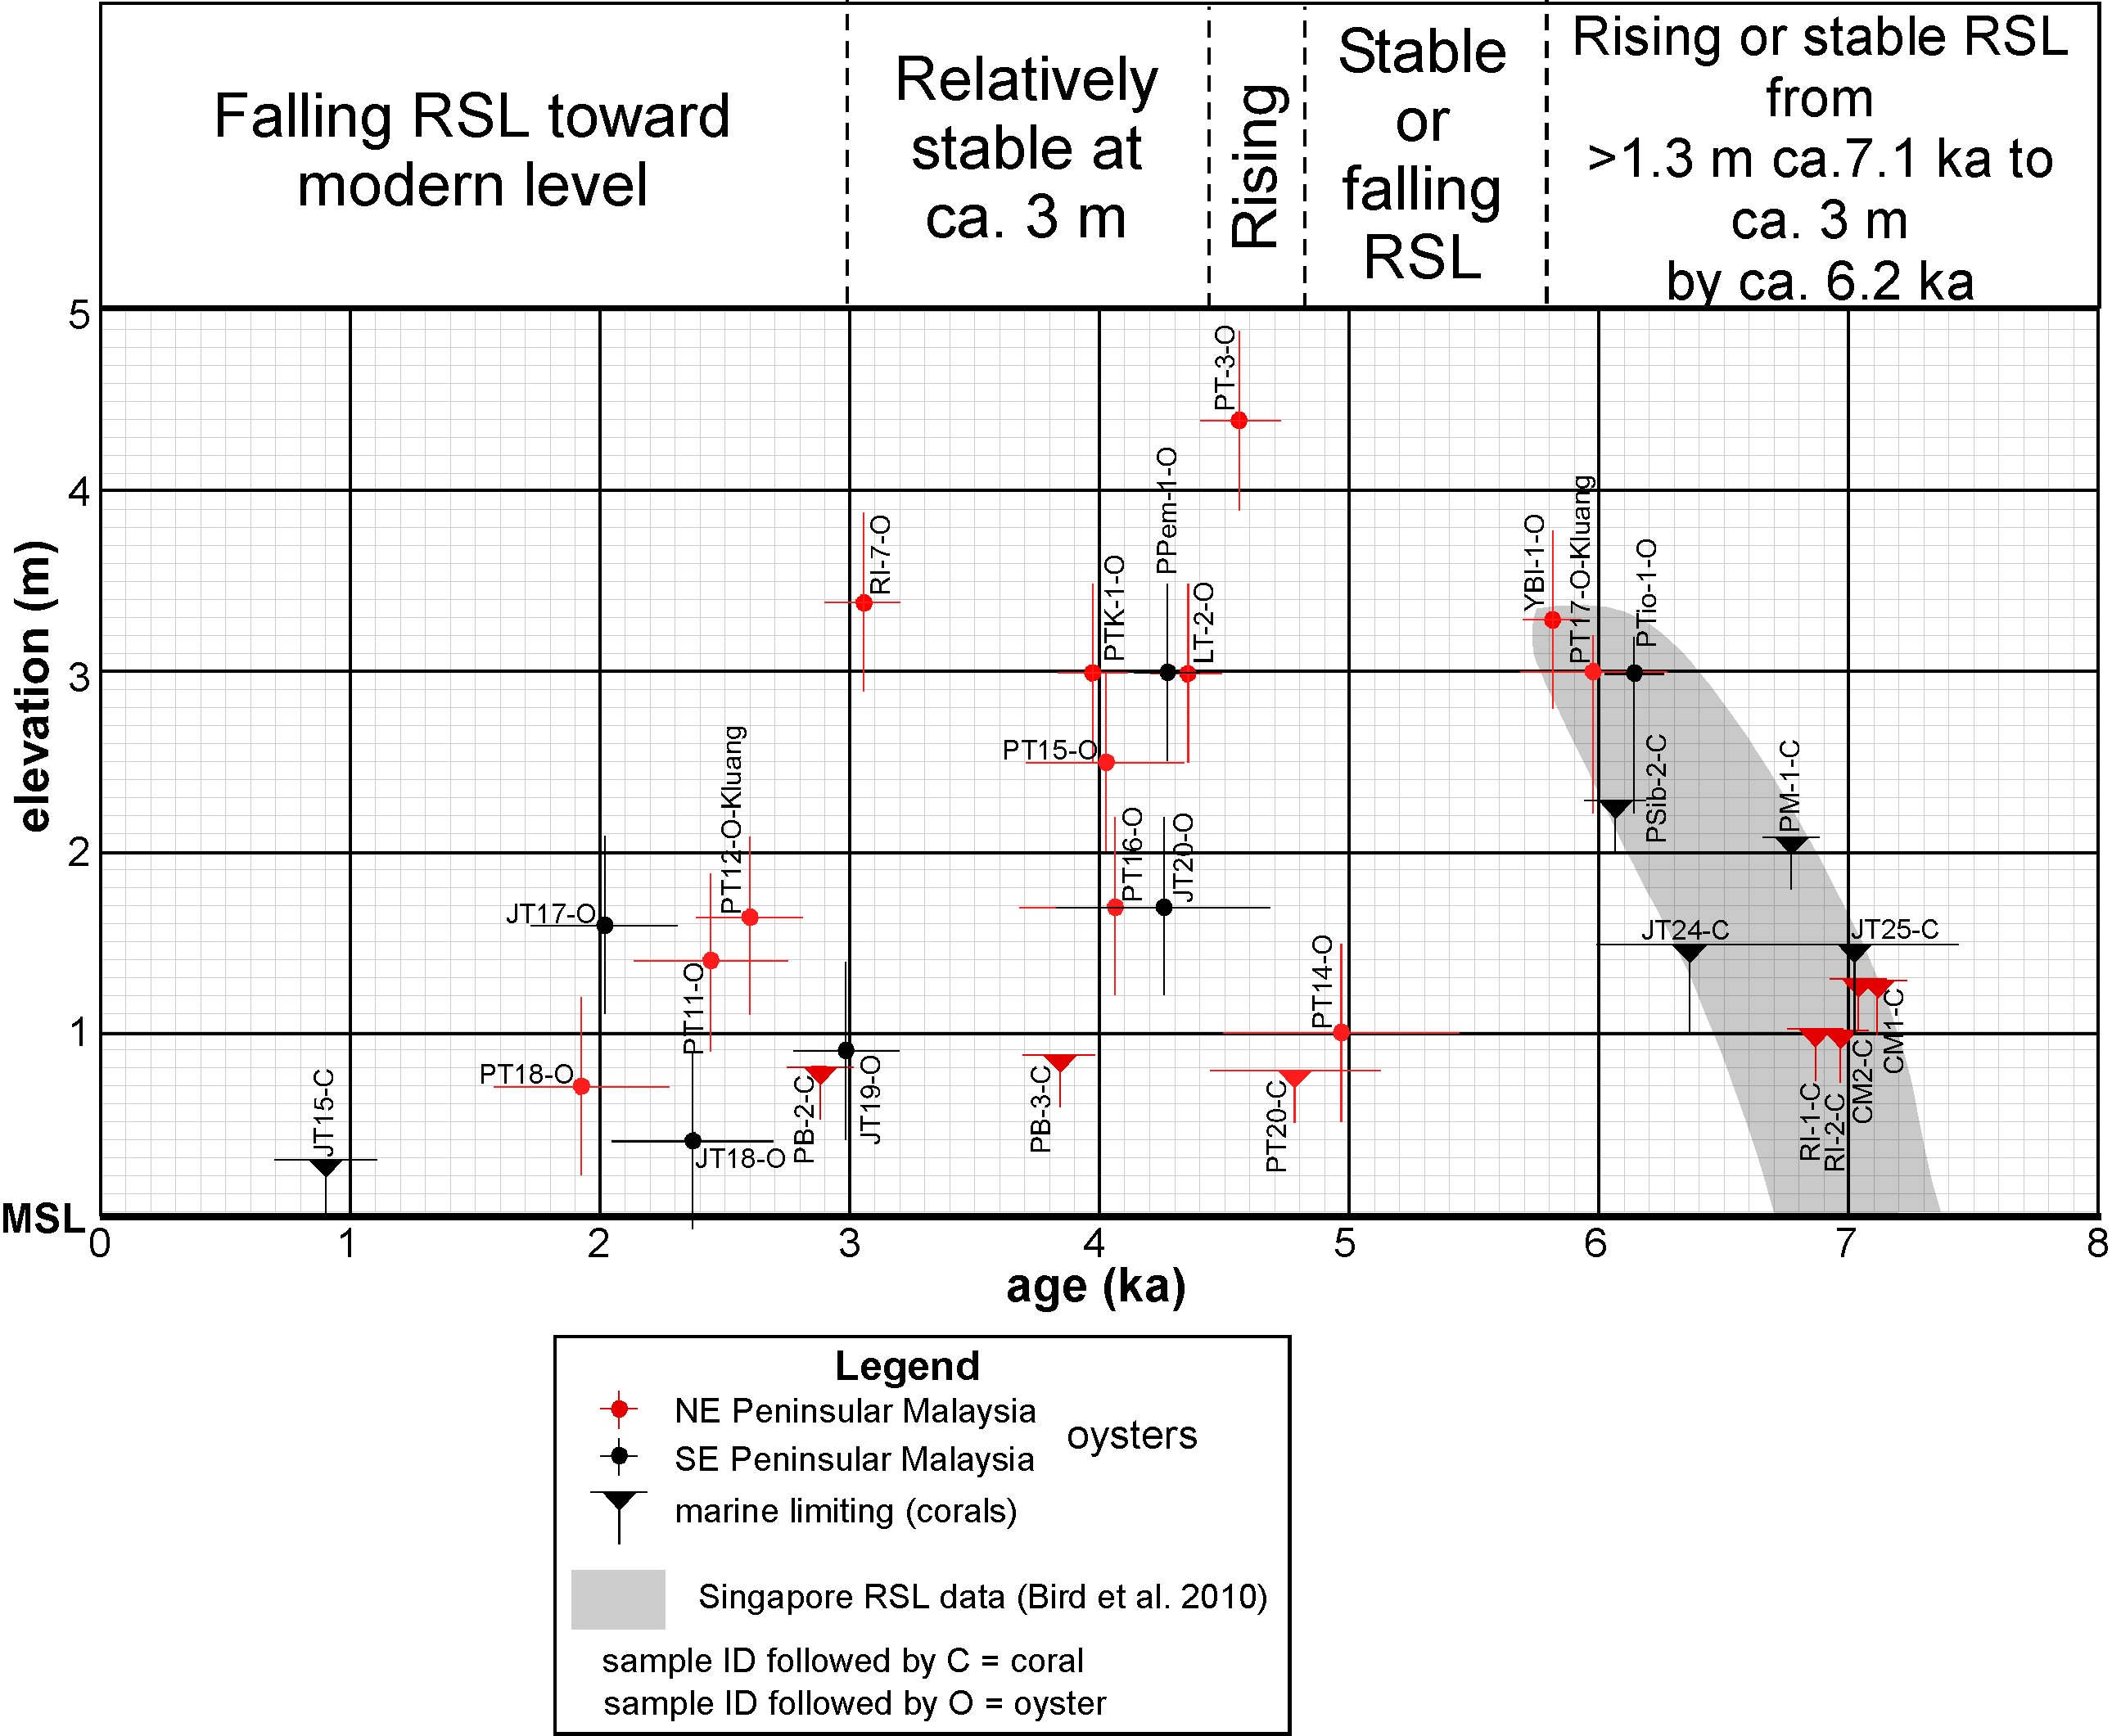 Falling RSL toward
modern level
Relatively
stable at
ca. 3 m
Rising
Stable
or
falling
RSL
Rising or stable RSL
from
>1.3 m ca.7.1 ka to
ca. 3 m
by ca. 6.2 ka
5
PT-3-O
4
PPem-1-O
RI-7-O
PTK-1-O
LT-2-O
YBI-1-O
PT17-O-Kluang
PTio-1-O
3
PT15-O
PT12-O-Kluang
PSib-2-C
PM-1-C
2
PT16-O
JT20-O
JT17-O
JT24-C
JT25-C
PT11-O
PT14-O
CM1-C
1
PT18-O
JT15-C
JT18-O
PB-2-C
JT19-O
PB-3-C
PT20-C
RI-1-C
RI-2-C
CM2-C
MSL
elevation (m)
0 1 2 3 4 5 6 7 8
age (ka)
Legend
NE Peninsular Malaysia
oysters
SE Peninsular Malaysia
marine limiting (corals)
Singapore RSL data (Bird et al. 2010)
sample ID followed by C = coral
sample ID followed by O = oyster